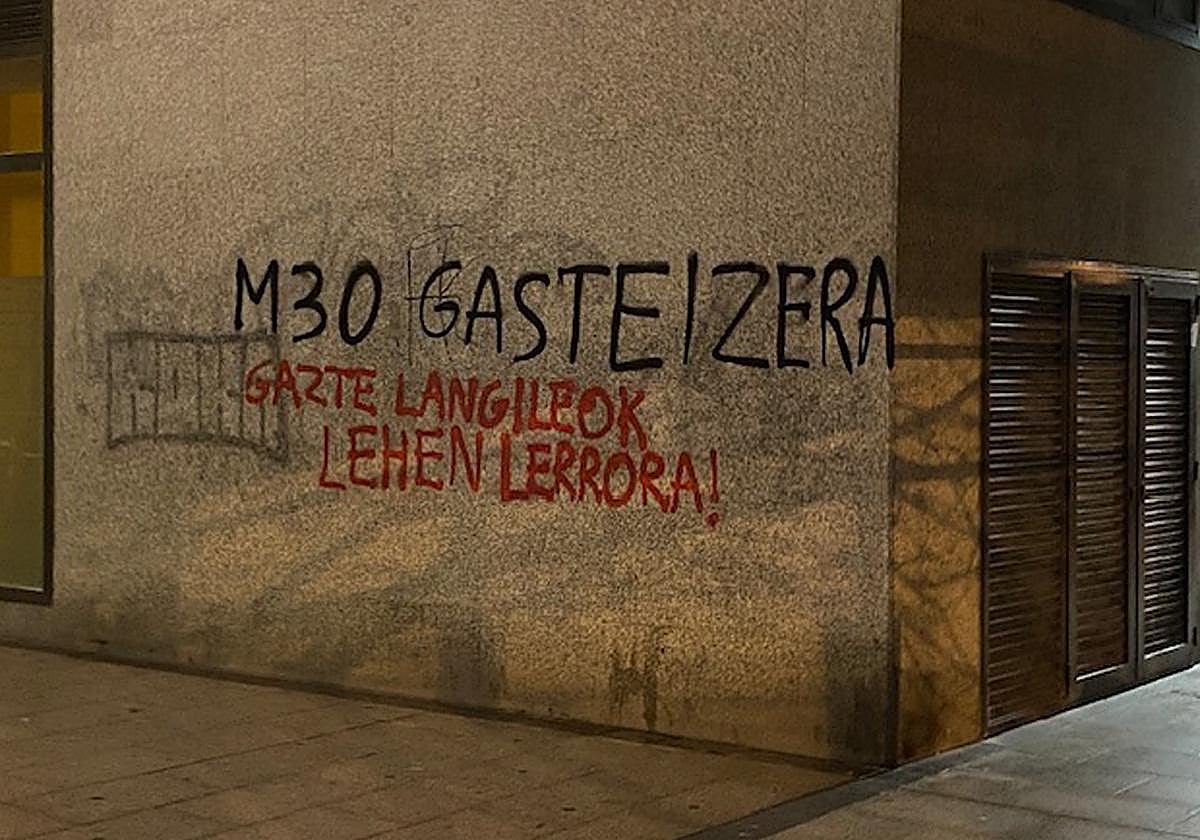 M30 GASTEIZERA
GAZTE LANGILEOK
LEHEN LERRORA!